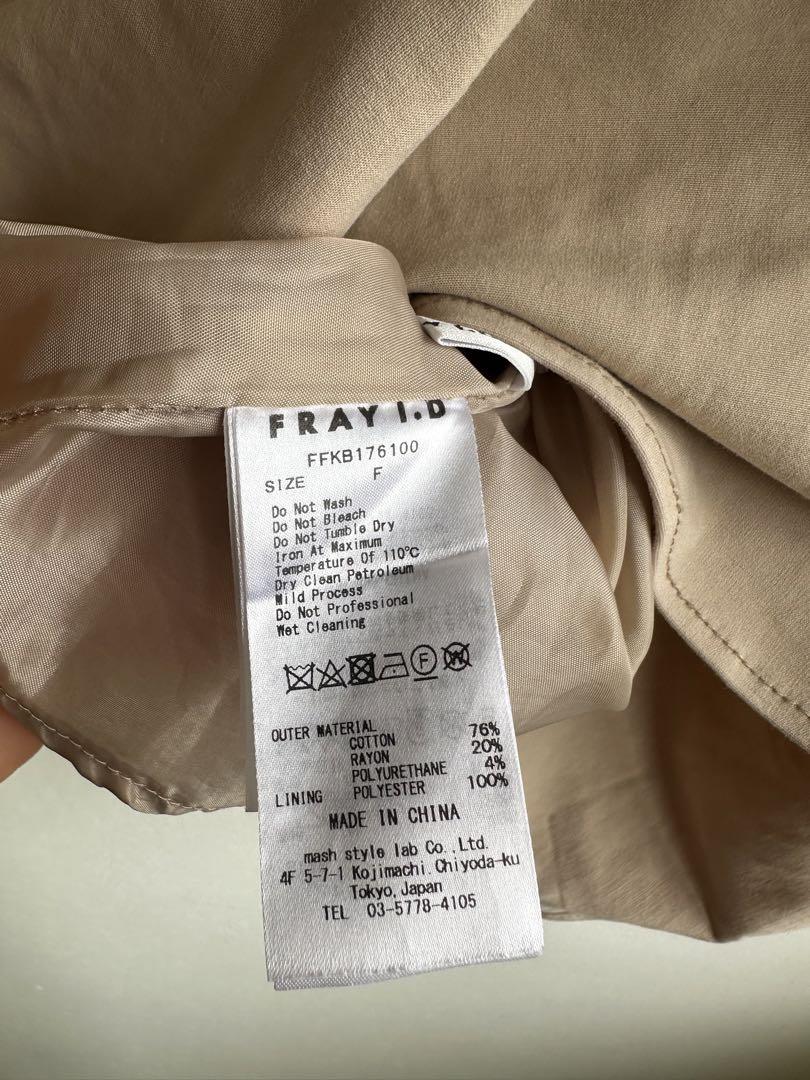 FRAY I.D
FFKB176100
SIZE F
Do Not Wash
Do Not Bleach
Do Not Tumble Dry
Iron At Maximum
Temperature Of 110℃
Dry Clean Petroleum
Mild Process
Do Not Professional
Wet Cleaning
F W
OUTER MATERIAL
COTTON 76%
RAYON 20%
POLYURETHANE 4%
LINING POLYESTER 100%
MADE IN CHINA
mash style lab Co.,Ltd.
4F 5-7-1 Kojimachi.Chiyoda-ku
Tokyo,Japan
TEL 03-5778-4105